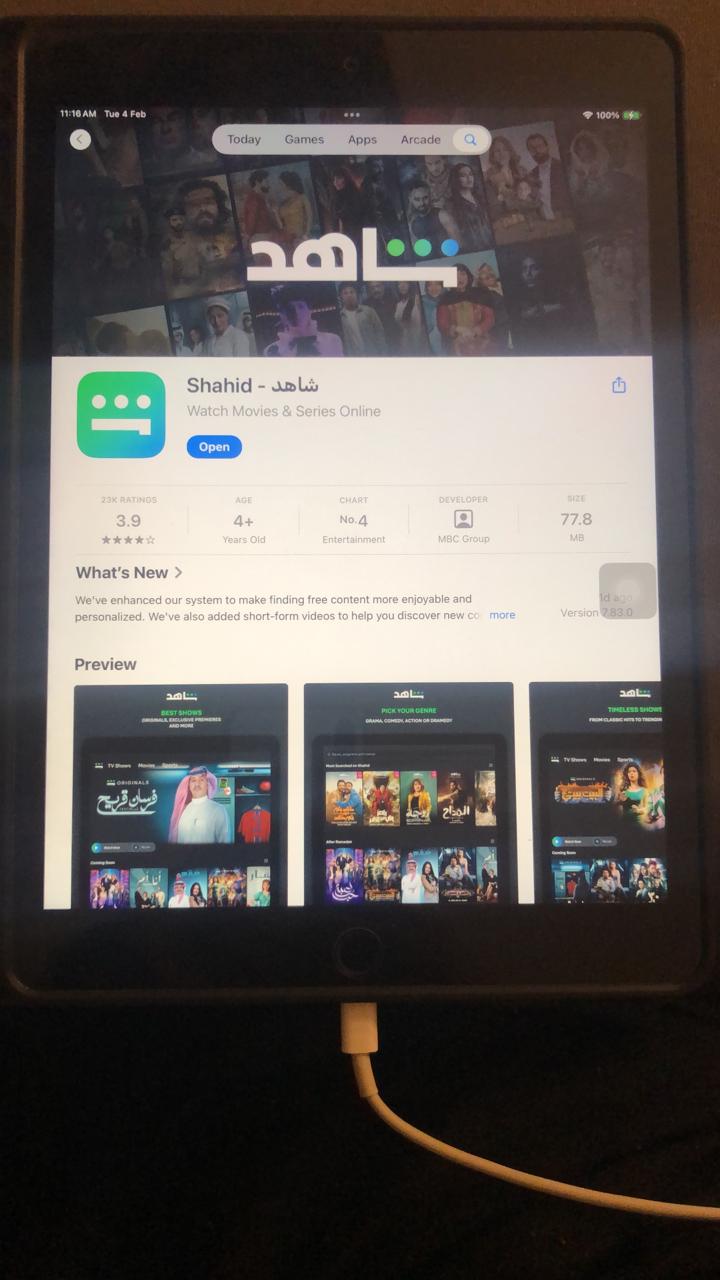 11:16 AM Tue 4 Feb
100%
Today Games Apps Arcade
شاهد
Shahid - شاهد
Watch Movies & Series Online
Open
23K RATINGS
3.9
AGE
4+
Years Old
CHART
No.4
Entertainment
DEVELOPER
MBC Group
SIZE
77.8
MB
What's New
1d ago
We've enhanced our system to make finding free content more enjoyable and
personalized. We've also added short-form videos to help you discover new co more
Version 7.83.0
Preview
شاهد
BEST SHOWS
ORIGINALS, EXCLUSIVE PREMIERES
AND MORE
TV Shows Movies Sports
ORIGINALS
فرسان قريح
Watch Now
Coming Soon
شاهد
PICK YOUR GENRE
GRAMA, COMEDY, ACTION OR DRAMEDY
Most Searched on Shahid
المداح
After Ramadan
شاهد
TIMELESS SHOWS
FROM CLASSIC HITS TO TRENDIN
TV Shows Movies Sports
Watch Now
Coming Soon